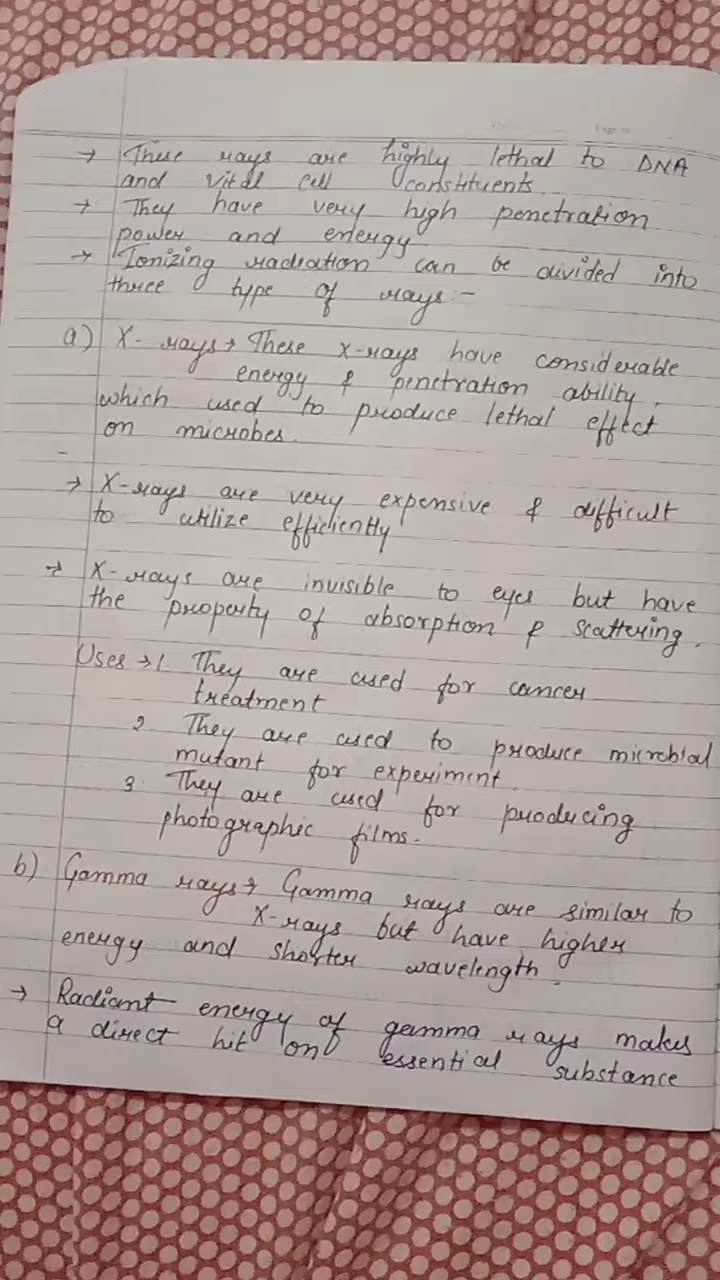 → These rays are highly lethal to DNA
and vital cell constituents
→ They have very high penetration
power and energy
→ Ionizing radiation can be divided into
three type of rays:-
a) X-rays → These x-rays have considerable
energy & penetration ability,
which used to produce lethal effect
on microbes.
→ X-rays are very expensive & difficult
to utilize efficiently
→ X-rays are invisible to eyes but have
the property of absorption & scattering.
Uses → 1. They are used for cancer
treatment
2. They are used to produce microbial
mutant for experiment.
3. They are used for producing
photographic films.
b) Gamma rays → Gamma rays are similar to
X-rays but have higher
energy and shorter wavelength.
→ Radiant energy of gamma rays makes
a direct hit on essential substance